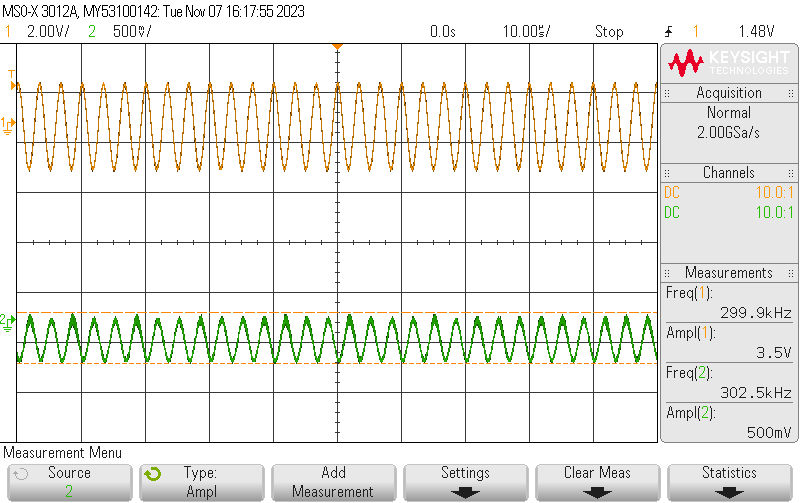 MSO-X 3012A, MY53100142: Tue Nov 07 16:17:55 2023
1 2.00V/ 2 500mV/ 0.0s 10.00us/ Stop 1 1.48V
T
1
2
KEYSIGHT
TECHNOLOGIES
Acquisition
Normal
2.00GSa/s
Channels
DC 10.0:1
DC 10.0:1
Measurements
Freq(1):
299.9kHz
Ampl(1):
3.5V
Freq(2):
302.5kHz
Ampl(2):
500mV
Measurement Menu
Source
2
Type:
Ampl
Add
Measurement
Settings
Clear Meas
Statistics